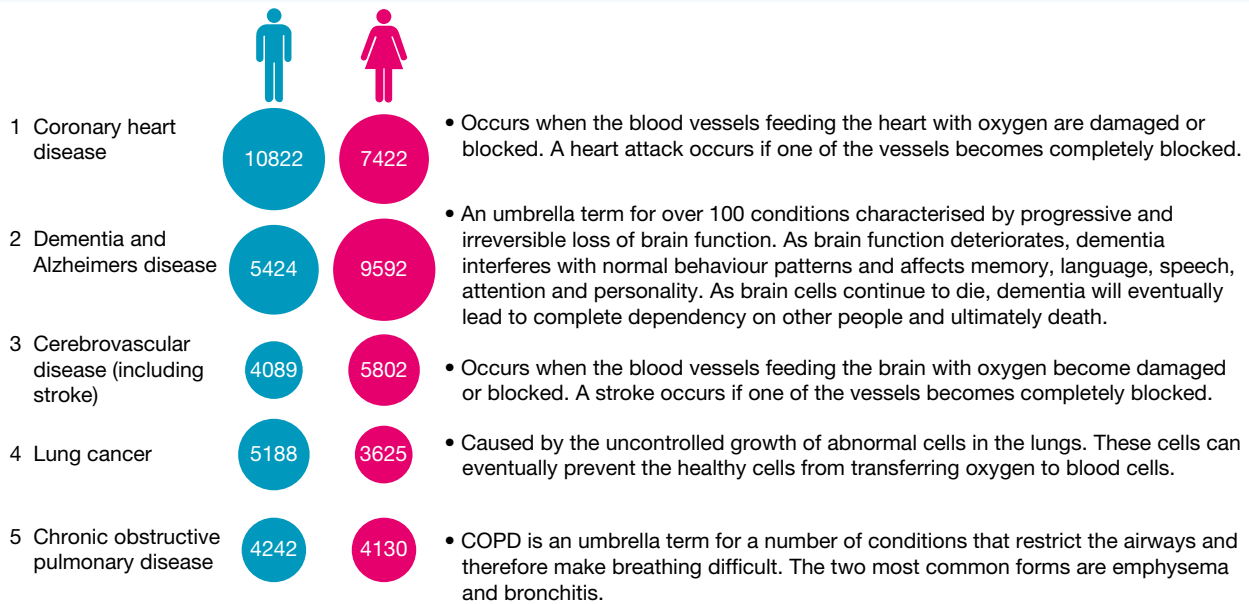 1 Coronary heart
disease
10822
7422
• Occurs when the blood vessels feeding the heart with oxygen are damaged or
blocked. A heart attack occurs if one of the vessels becomes completely blocked.
2 Dementia and
Alzheimers disease
5424
9592
• An umbrella term for over 100 conditions characterised by progressive and
irreversible loss of brain function. As brain function deteriorates, dementia
interferes with normal behaviour patterns and affects memory, language, speech,
attention and personality. As brain cells continue to die, dementia will eventually
lead to complete dependency on other people and ultimately death.
3 Cerebrovascular
disease (including
stroke)
4089
5802
• Occurs when the blood vessels feeding the brain with oxygen become damaged
or blocked. A stroke occurs if one of the vessels becomes completely blocked.
4 Lung cancer
5188
3625
• Caused by the uncontrolled growth of abnormal cells in the lungs. These cells can
eventually prevent the healthy cells from transferring oxygen to blood cells.
5 Chronic obstructive
pulmonary disease
4242
4130
• COPD is an umbrella term for a number of conditions that restrict the airways and
therefore make breathing difficult. The two most common forms are emphysema
and bronchitis.